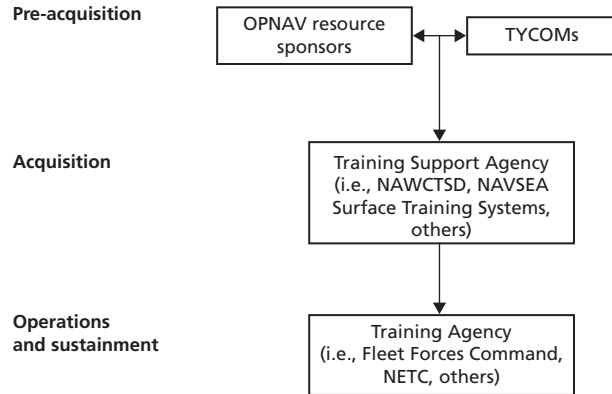 Pre-acquisition
OPNAV resource
sponsors
TYCOMs
Acquisition
Training Support Agency
(i.e., NAWCTSD, NAVSEA
Surface Training Systems,
others)
Operations
and sustainment
Training Agency
(i.e., Fleet Forces Command,
NETC, others)